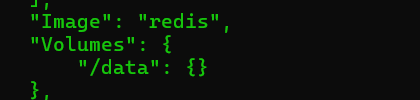 ],
"Image": "redis",
"Volumes": {
    "/data": {}
},